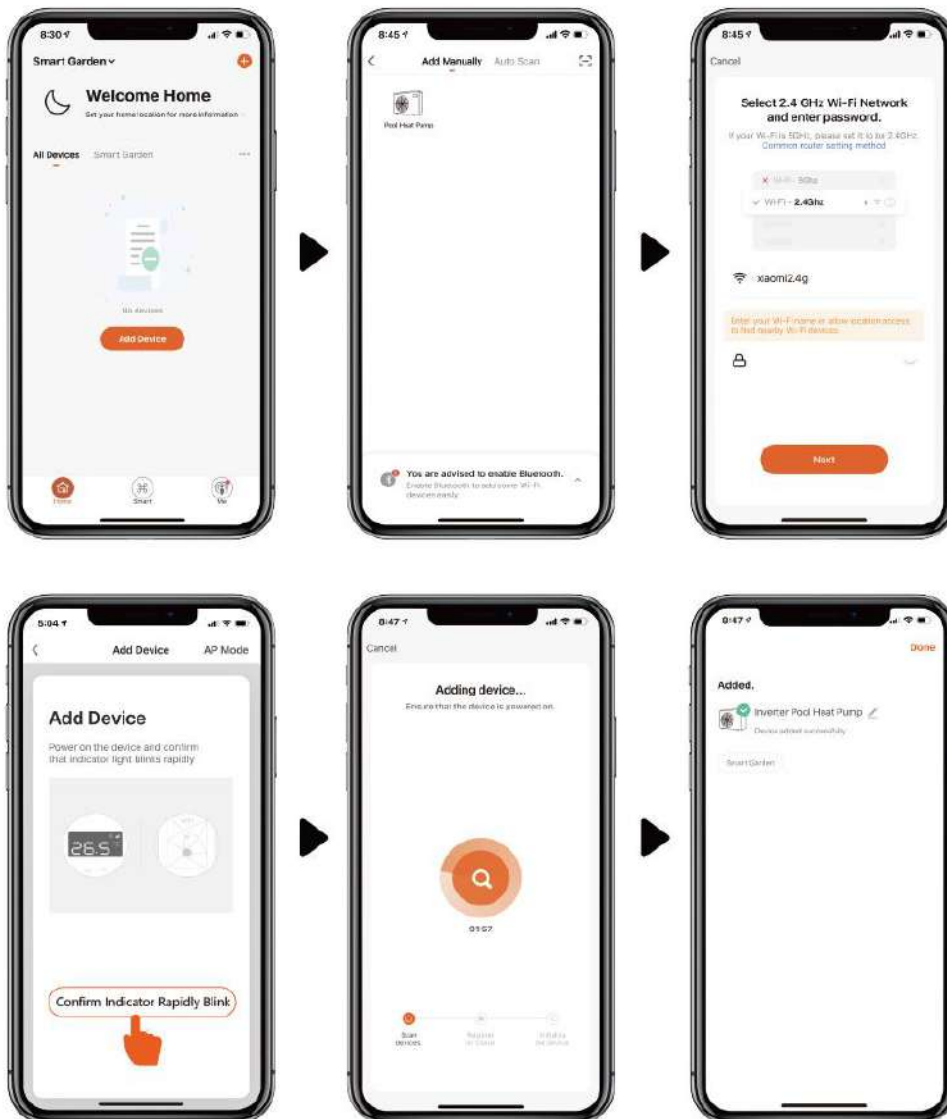 8:30
Smart Garden
Welcome Home
Get your home location for more information
All Devices Smart Garden
No devices
Add Device
Home Smart Me
8:45
Add Manually Auto Scan
Pool Heat Pump
You are advised to enable Bluetooth.
Enable Bluetooth to add some Wi-Fi
devices easily.
8:45
Cancel
Select 2.4 GHz Wi-Fi Network
and enter password.
If your Wi-Fi is 5GHz, please set it to be 2.4GHz.
Common router setting method
Wi-Fi - 5Ghz
Wi-Fi - 2.4Ghz
xiaomi2.4g
Enter your Wi-Fi name or allow location access
to find nearby Wi-Fi devices.
Next
5:04
Add Device AP Mode
Add Device
Power on the device and confirm
that indicator light blinks rapidly
26.5
Confirm Indicator Rapidly Blink
8:47
Cancel
Adding device...
Ensure that the device is powered on.
01:57
Scan
devices.
Register
on Cloud.
Initialize
the device.
8:47
Done
Added.
Inverter Pool Heat Pump
Device added successfully
Smart Garden